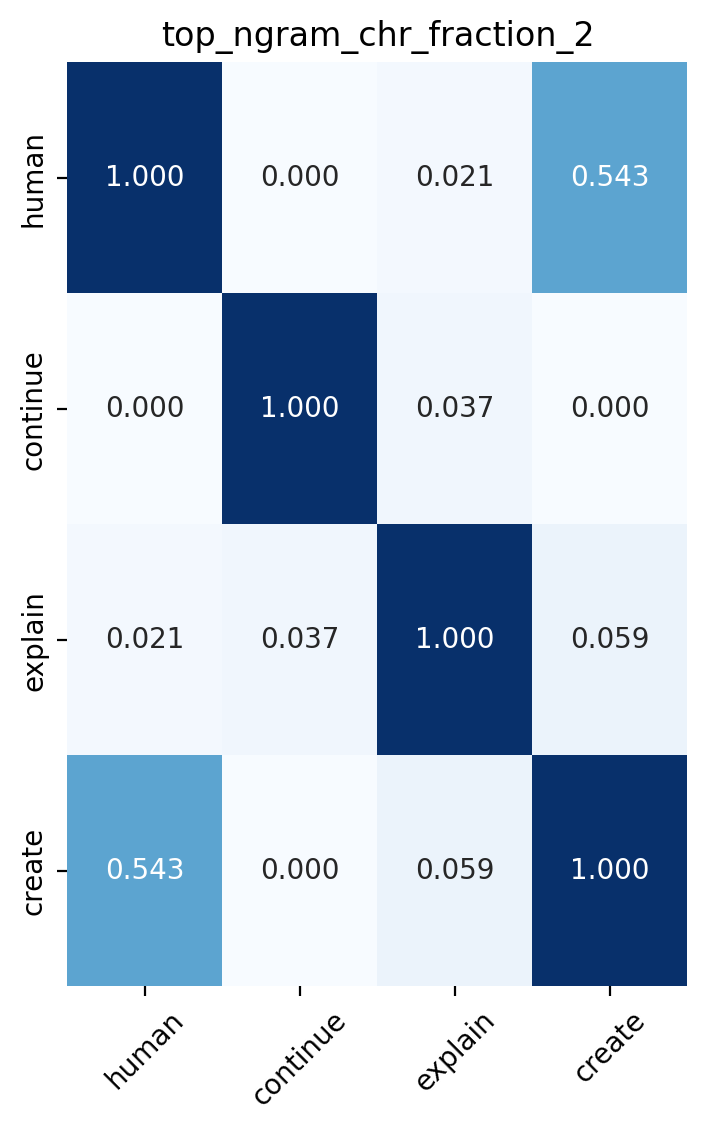 top_ngram_chr_fraction_2
human
1.000 0.000 0.021 0.543
continue
0.000 1.000 0.037 0.000
explain
0.021 0.037 1.000 0.059
create
0.543 0.000 0.059 1.000
human continue explain create